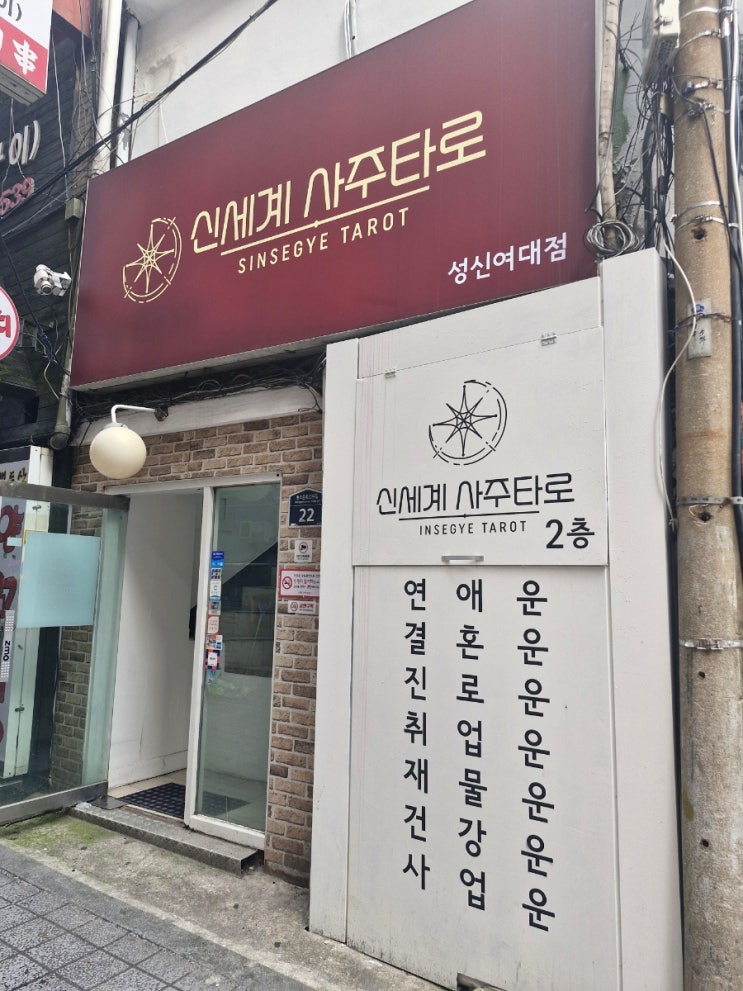 신세계 사주타로
SINSEGYE TAROT
성신여대점
신세계 사주타로
INSEGYE TAROT
2층
22
연 애 운
결 혼 운
진 로 운
취 업 운
재 물 운
건 강 운
사 업 운